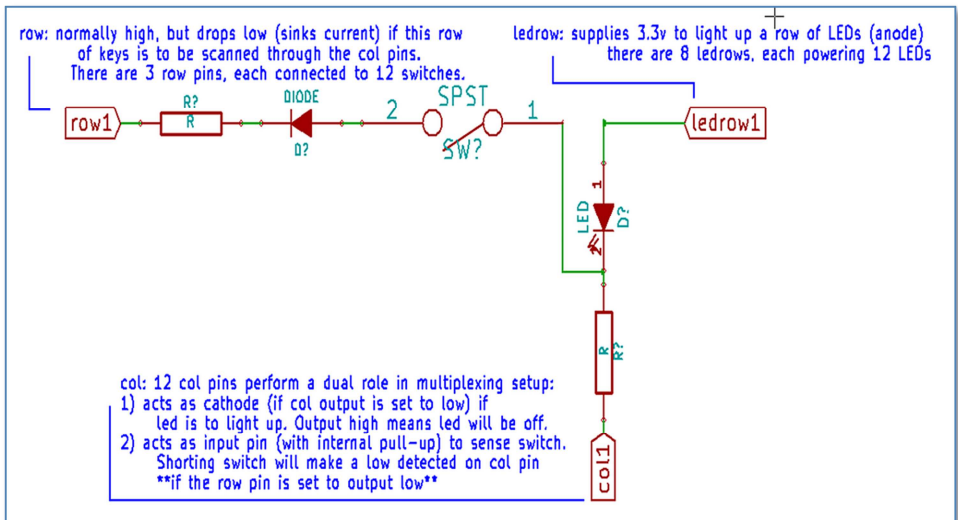 row: normally high, but drops low (sinks current) if this row
of keys is to be scanned through the col pins.
There are 3 row pins, each connected to 12 switches.
ledrow: supplies 3.3v to light up a row of LEDs (anode)
there are 8 ledrows, each powering 12 LEDs
row1
R?
R
DIODE
D?
2
SPST
SW?
1
ledrow1
1
LED
D?
2
R
R?
col1
col: 12 col pins perform a dual role in multiplexing setup:
1) acts as cathode (if col output is set to low) if
led is to light up. Output high means led will be off.
2) acts as input pin (with internal pull-up) to sense switch.
Shorting switch will make a low detected on col pin
**if the row pin is set to output low**